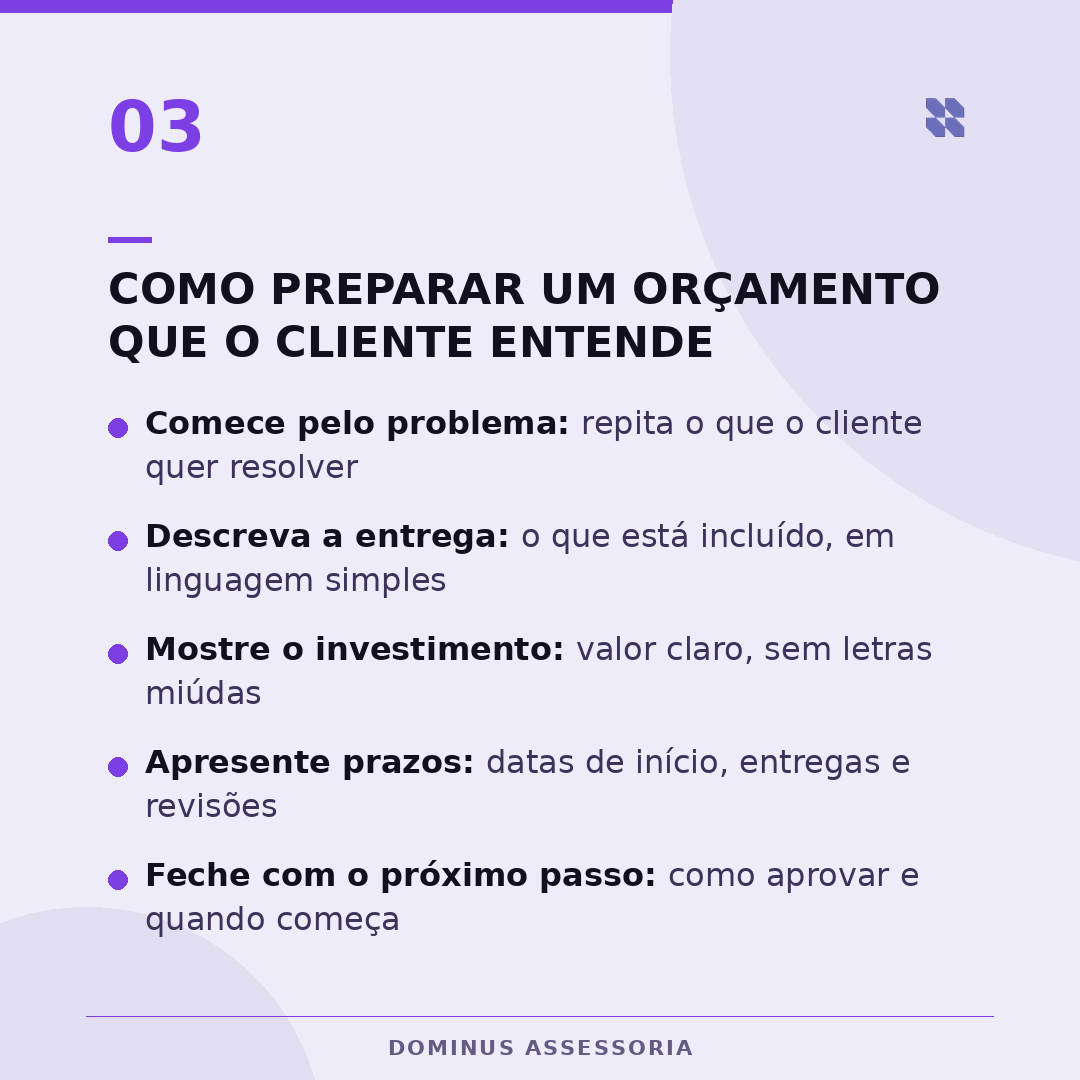 03
COMO PREPARAR UM ORÇAMENTO
QUE O CLIENTE ENTENDE
Comece pelo problema: repita o que o cliente
quer resolver
Descreva a entrega: o que está incluído, em
linguagem simples
Mostre o investimento: valor claro, sem letras
miúdas
Apresente prazos: datas de início, entregas e
revisões
Feche com o próximo passo: como aprovar e
quando começa
DOMINUS ASSESSORIA